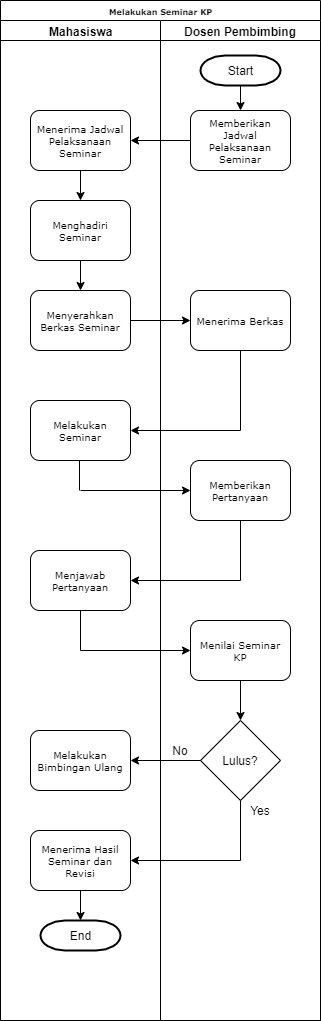 Melakukan Seminar KP
Mahasiswa
Dosen Pembimbing
Start
Memberikan
Jadwal
Pelaksanaan
Seminar
Menerima Jadwal
Pelaksanaan
Seminar
Menghadiri
Seminar
Menyerahkan
Berkas Seminar
Menerima Berkas
Melakukan
Seminar
Memberikan
Pertanyaan
Menjawab
Pertanyaan
Menilai Seminar
KP
Lulus?
No
Melakukan
Bimbingan Ulang
Yes
Menerima Hasil
Seminar dan
Revisi
End